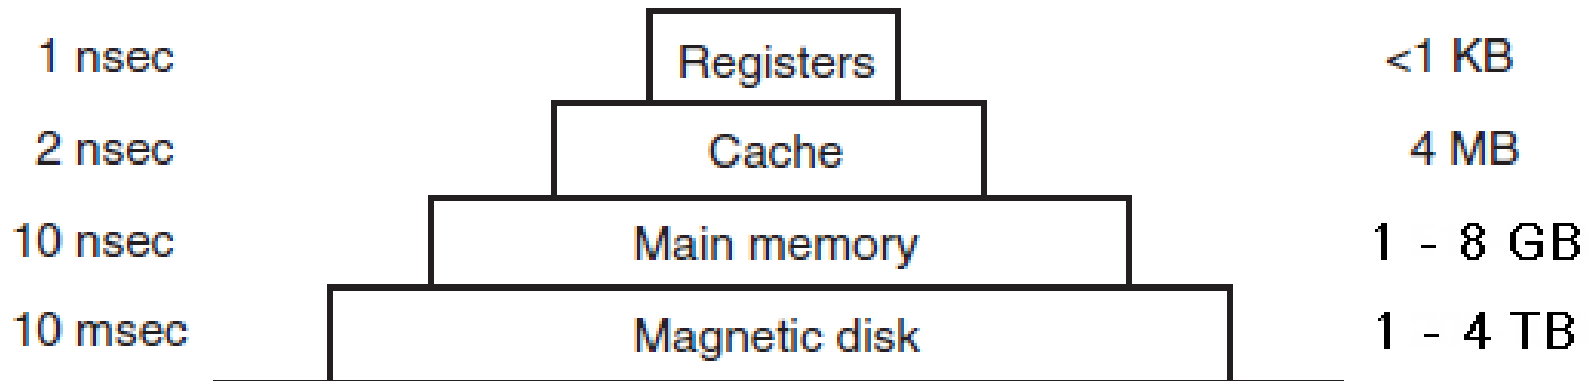 1 nsec Registers <1 KB
2 nsec Cache 4 MB
10 nsec Main memory 1 - 8 GB
10 msec Magnetic disk 1 - 4 TB